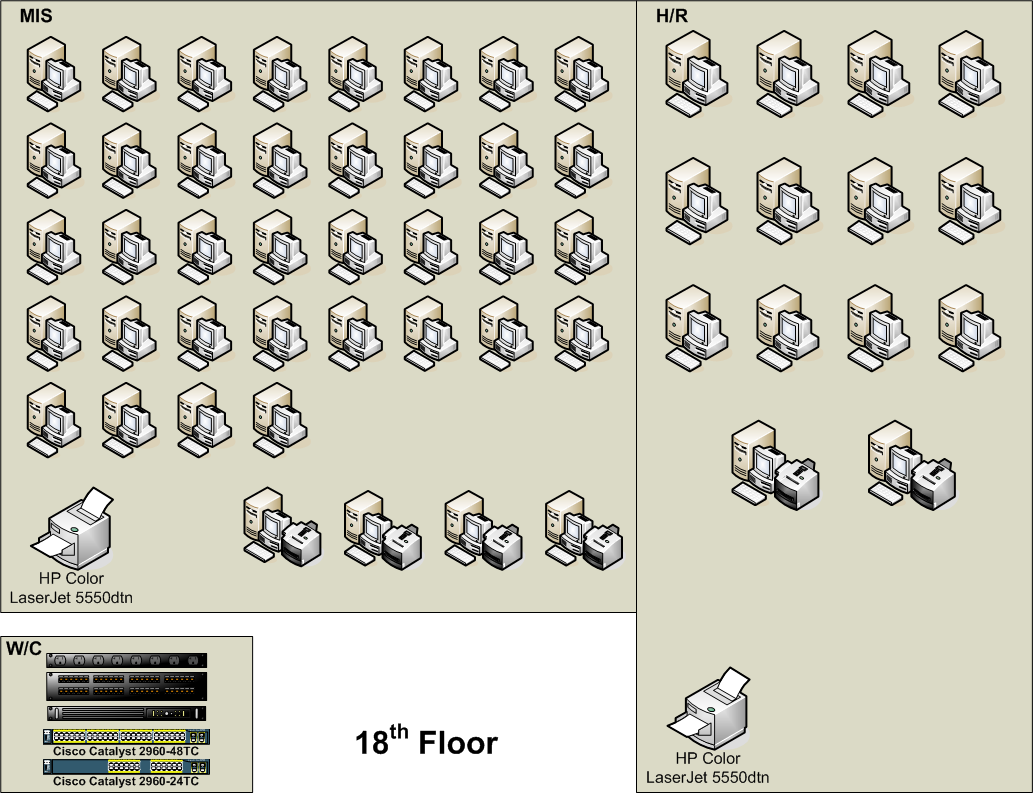 MIS
H/R
HP Color
LaserJet 5550dtn
W/C
Cisco Catalyst 2960-48TC
Cisco Catalyst 2960-24TC
18th Floor
HP Color
LaserJet 5550dtn